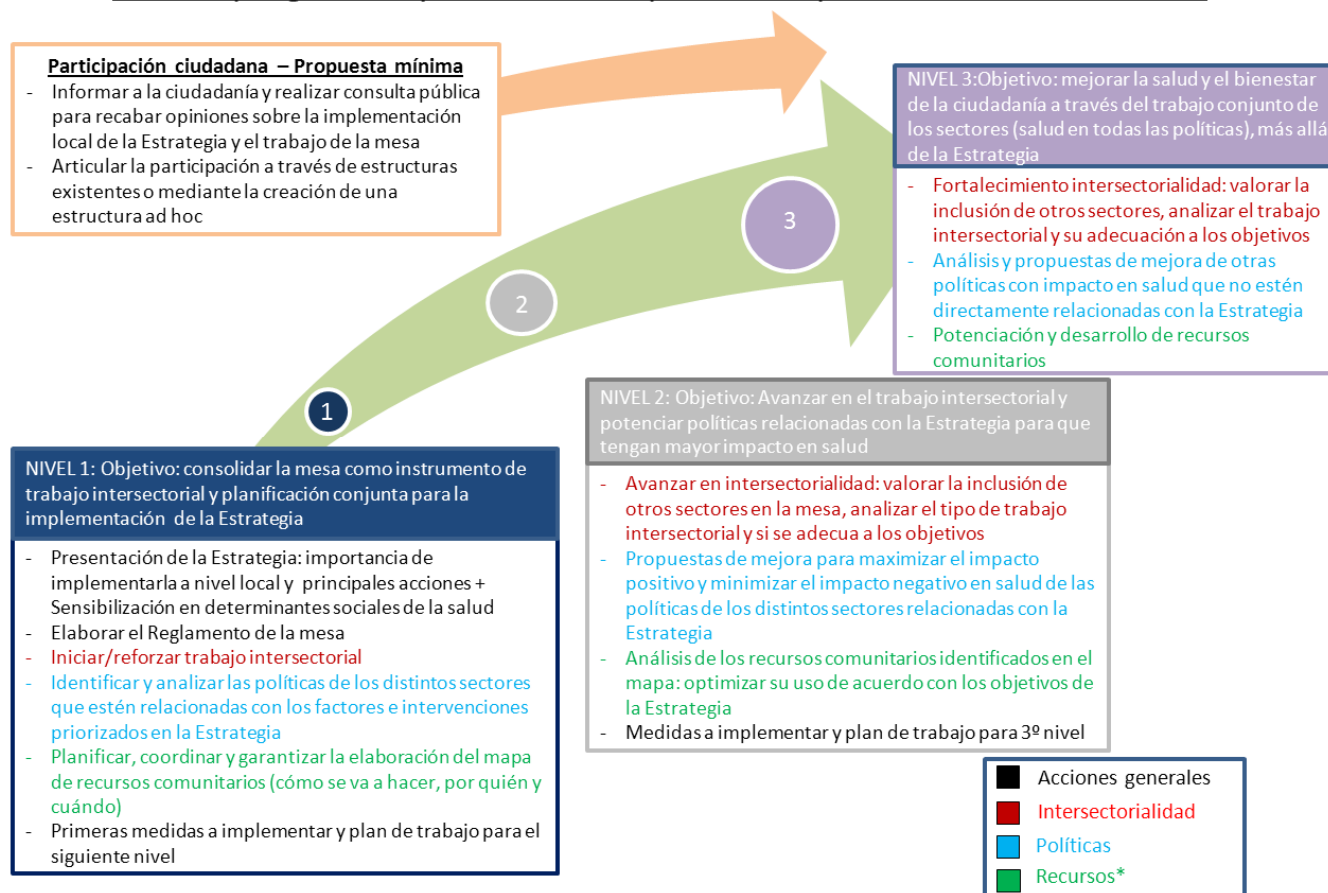 Participación ciudadana – Propuesta mínima
- Informar a la ciudadanía y realizar consulta pública
para recabar opiniones sobre la implementación
local de la Estrategia y el trabajo de la mesa
- Articular la participación a través de estructuras
existentes o mediante la creación de una
estructura ad hoc
NIVEL 3:Objetivo: mejorar la salud y el bienestar
de la ciudadanía a través del trabajo conjunto de
los sectores (salud en todas las políticas), más allá
de la Estrategia
- Fortalecimiento intersectorialidad: valorar la
inclusión de otros sectores, analizar el trabajo
intersectorial y su adecuación a los objetivos
- Análisis y propuestas de mejora de otras
políticas con impacto en salud que no estén
directamente relacionadas con la Estrategia
- Potenciación y desarrollo de recursos
comunitarios
3
2
1
NIVEL 2: Objetivo: Avanzar en el trabajo intersectorial y
potenciar políticas relacionadas con la Estrategia para que
tengan mayor impacto en salud
- Avanzar en intersectorialidad: valorar la inclusión de
otros sectores en la mesa, analizar el tipo de trabajo
intersectorial y si se adecua a los objetivos
- Propuestas de mejora para maximizar el impacto
positivo y minimizar el impacto negativo en salud de las
políticas de los distintos sectores relacionadas con la
Estrategia
- Análisis de los recursos comunitarios identificados en el
mapa: optimizar su uso de acuerdo con los objetivos de
la Estrategia
- Medidas a implementar y plan de trabajo para 3º nivel
NIVEL 1: Objetivo: consolidar la mesa como instrumento de
trabajo intersectorial y planificación conjunta para la
implementación de la Estrategia
- Presentación de la Estrategia: importancia de
implementarla a nivel local y principales acciones +
Sensibilización en determinantes sociales de la salud
- Elaborar el Reglamento de la mesa
- Iniciar/reforzar trabajo intersectorial
- Identificar y analizar las políticas de los distintos sectores
que estén relacionadas con los factores e intervenciones
priorizados en la Estrategia
- Planificar, coordinar y garantizar la elaboración del mapa
de recursos comunitarios (cómo se va a hacer, por quién y
cuándo)
- Primeras medidas a implementar y plan de trabajo para el
siguiente nivel
Acciones generales
Intersectorialidad
Políticas
Recursos*